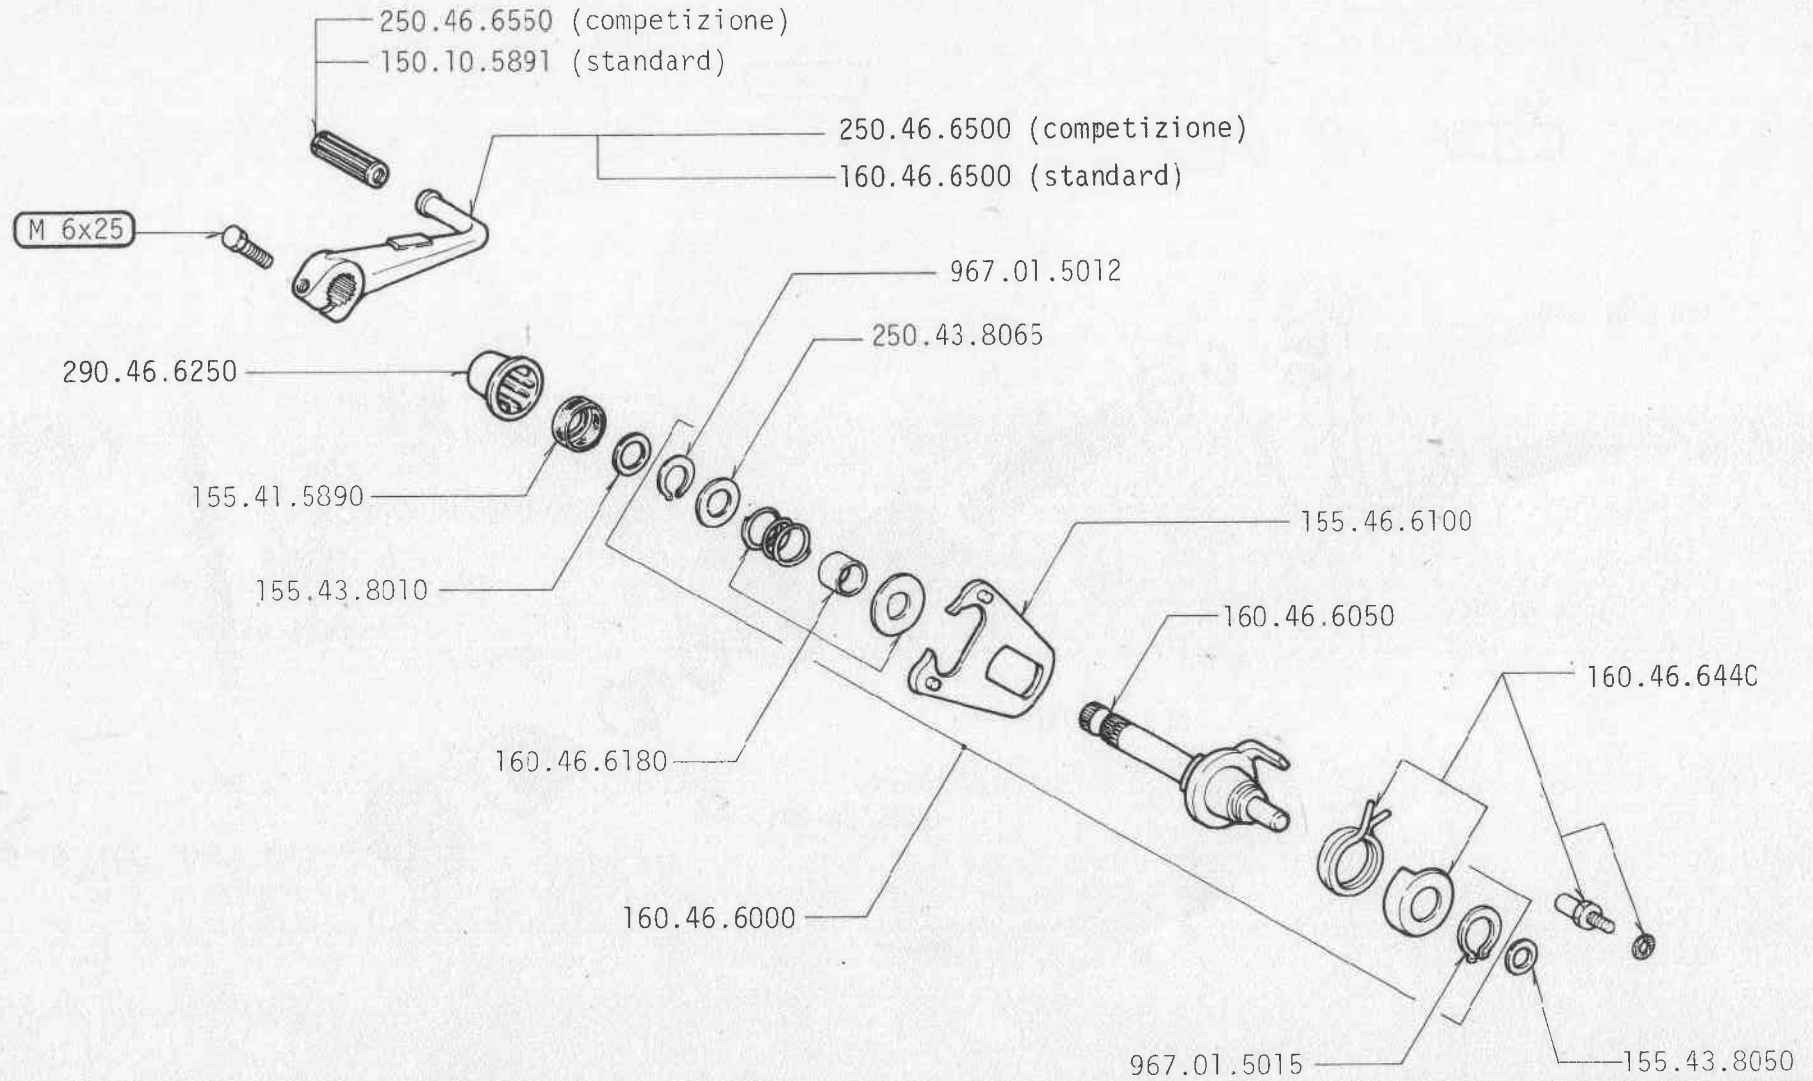 250.46.6550 (competizione)
150.10.5891 (standard)
250.46.6500 (competizione)
160.46.6500 (standard)
M 6x25
967.01.5012
250.43.8065
290.46.6250
155.41.5890
155.46.6100
155.43.8010
160.46.6050
160.46.6440
160.46.6180
160.46.6000
967.01.5015
155.43.8050